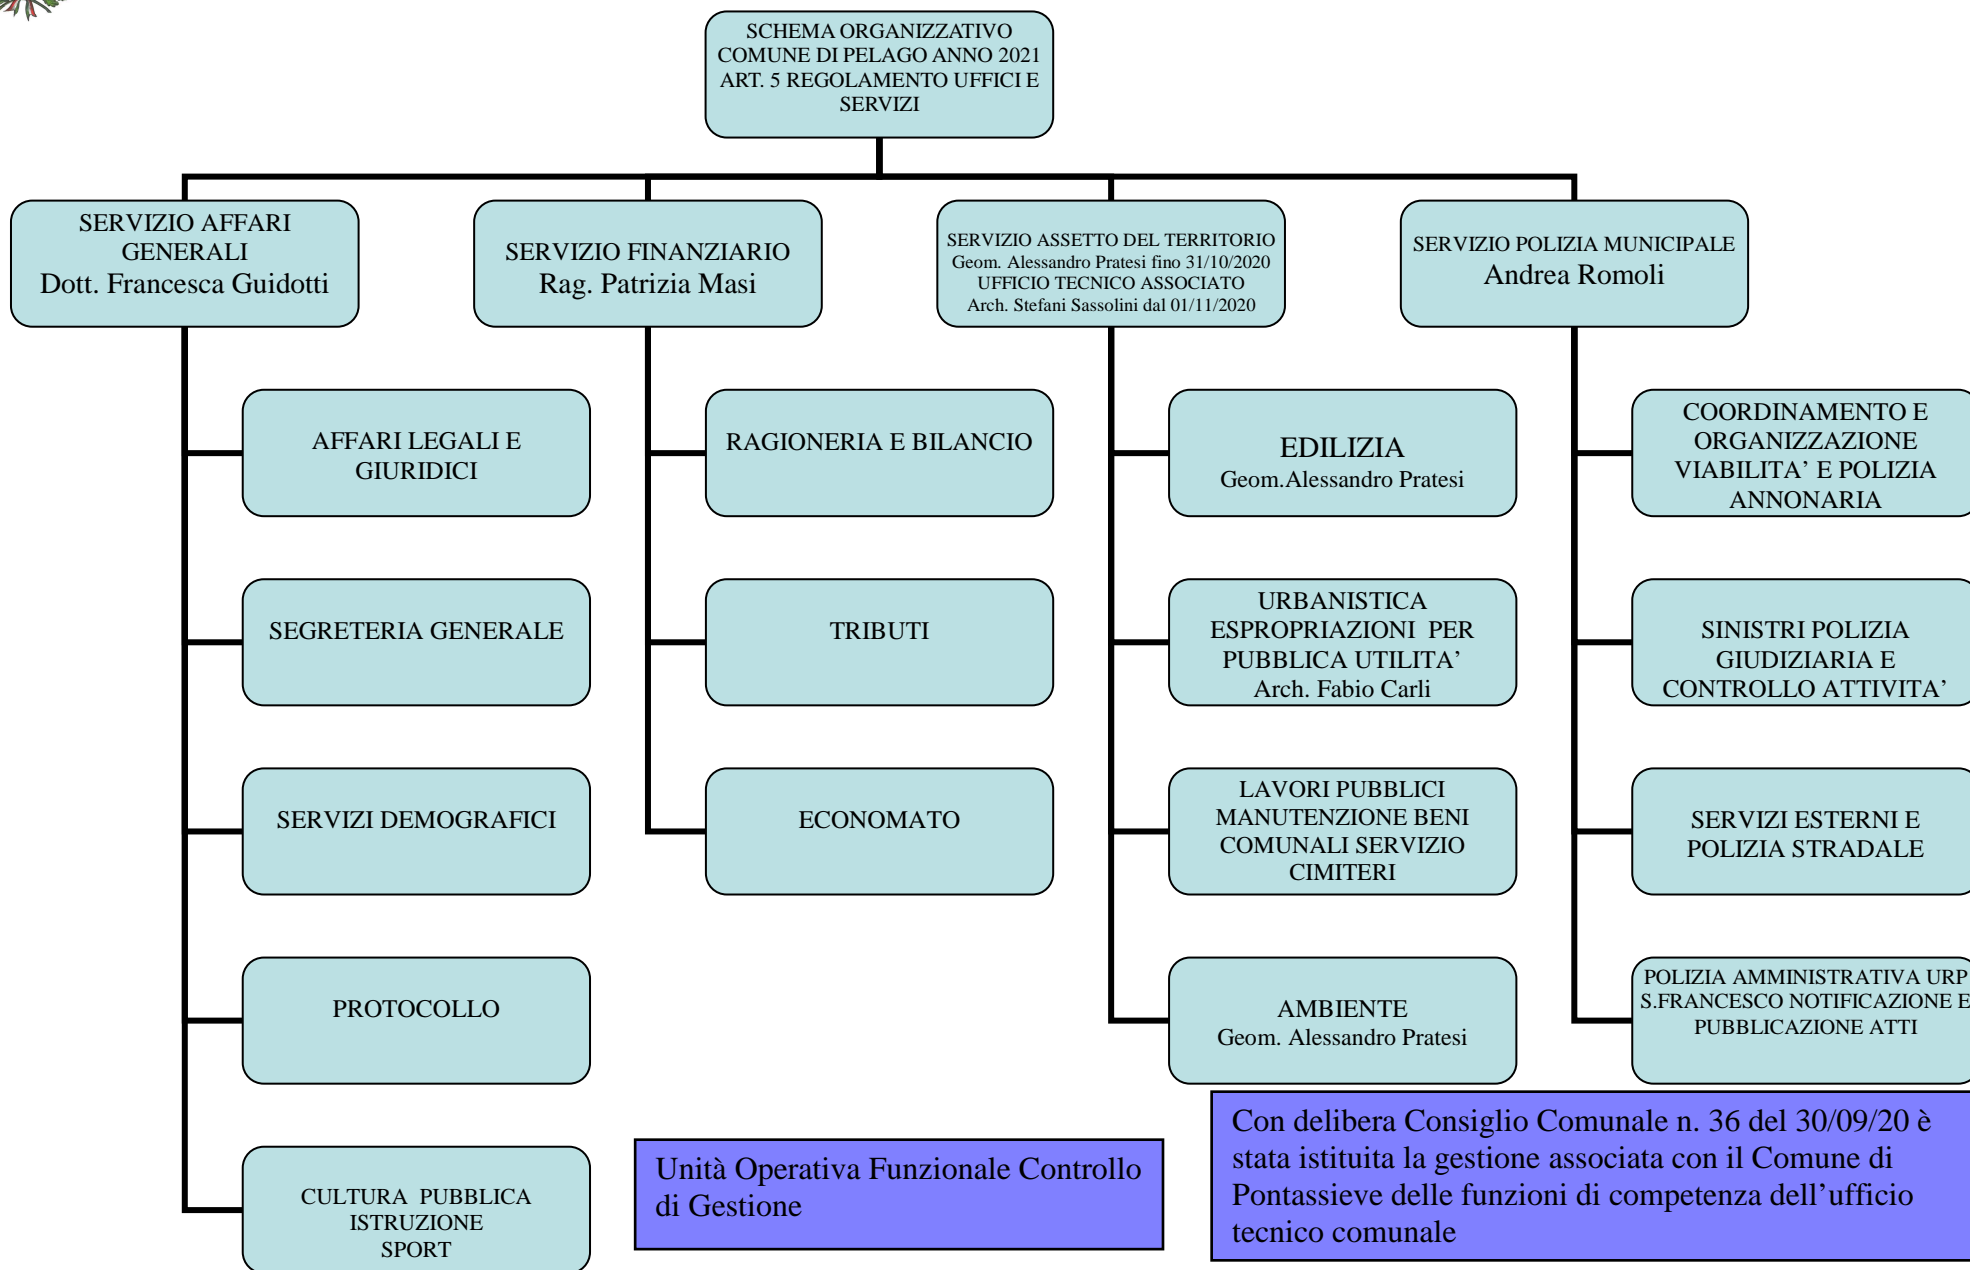 SCHEMA ORGANIZZATIVO
COMUNE DI PELAGO ANNO 2021
ART. 5 REGOLAMENTO UFFICI E
SERVIZI
SERVIZIO AFFARI
GENERALI
Dott. Francesca Guidotti
SERVIZIO FINANZIARIO
Rag. Patrizia Masi
SERVIZIO ASSETTO DEL TERRITORIO
Geom. Alessandro Pratesi fino 31/10/2020
UFFICIO TECNICO ASSOCIATO
Arch. Stefani Sassolini dal 01/11/2020
SERVIZIO POLIZIA MUNICIPALE
Andrea Romoli
AFFARI LEGALI E
GIURIDICI
SEGRETERIA GENERALE
SERVIZI DEMOGRAFICI
PROTOCOLLO
CULTURA  PUBBLICA
ISTRUZIONE
SPORT
RAGIONERIA E BILANCIO
TRIBUTI
ECONOMATO
EDILIZIA
Geom.Alessandro Pratesi
URBANISTICA
ESPROPRIAZIONI  PER
PUBBLICA UTILITA’
Arch. Fabio Carli
LAVORI PUBBLICI
MANUTENZIONE BENI
COMUNALI SERVIZIO
CIMITERI
AMBIENTE
Geom. Alessandro Pratesi
COORDINAMENTO E
ORGANIZZAZIONE
VIABILITA’ E POLIZIA
ANNONARIA
SINISTRI POLIZIA
GIUDIZIARIA E
CONTROLLO ATTIVITA’
SERVIZI ESTERNI E
POLIZIA STRADALE
POLIZIA AMMINISTRATIVA URP
S.FRANCESCO NOTIFICAZIONE E
PUBBLICAZIONE ATTI
Unità Operativa Funzionale Controllo
di Gestione
Con delibera Consiglio Comunale n. 36 del 30/09/20 è
stata istituita la gestione associata con il Comune di
Pontassieve delle funzioni di competenza dell’ufficio
tecnico comunale